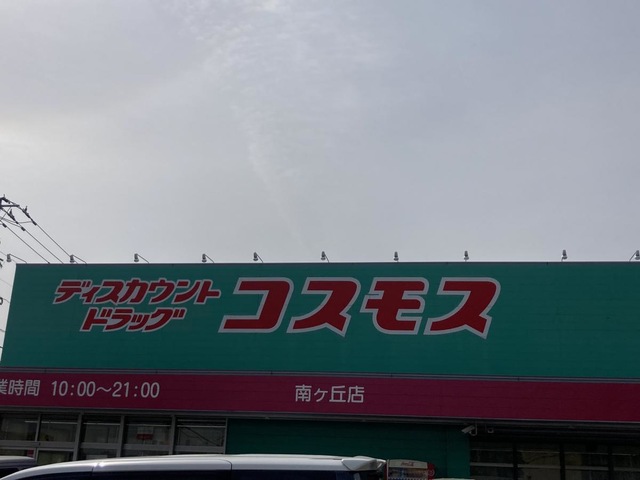 ディスカウント
ドラッグ
コスモス
業時間 10:00～21:00
南ヶ丘店